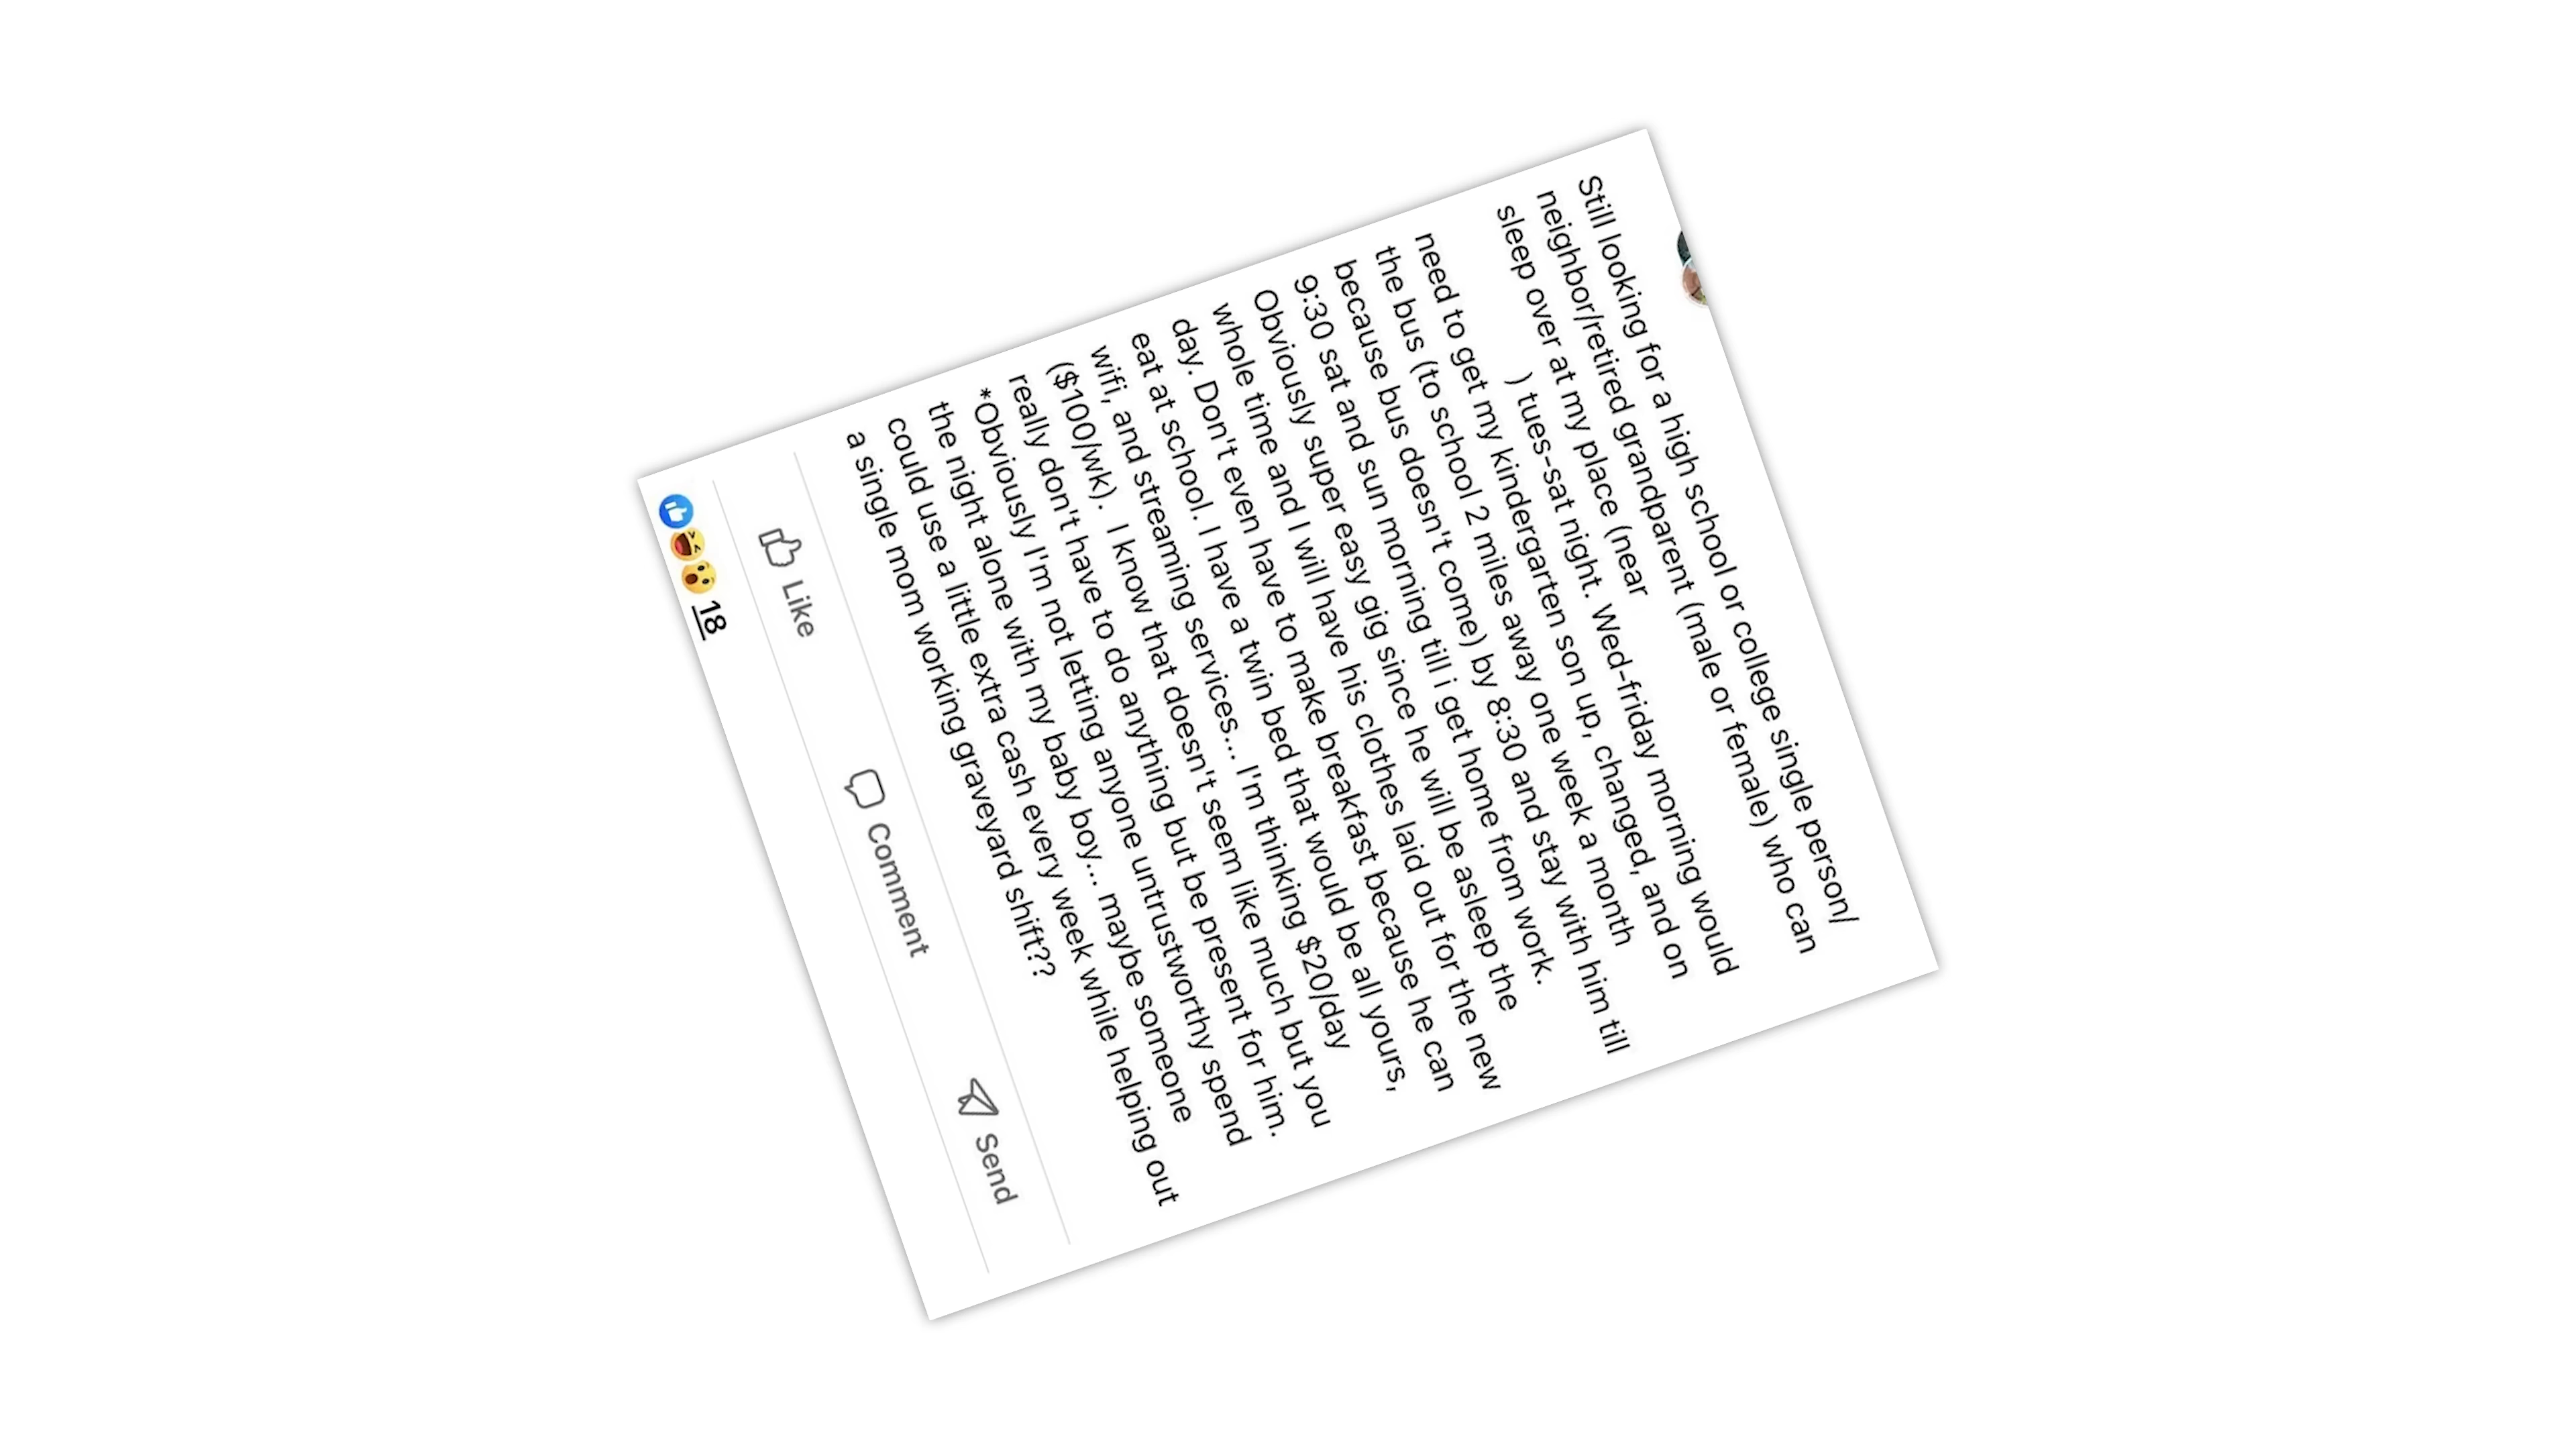 Still looking for a high school or college single person/
neighbor/retired grandparent (male or female) who can
sleep over at my place (near
) tues-sat night. Wed-friday morning would
need to get my kindergarten son up, changed, and on
the bus (to school 2 miles away one week a month
because bus doesn't come) by 8:30 and stay with him till
9:30 sat and sun morning till i get home from work.
Obviously super easy gig since he will be asleep the
whole time and I will have his clothes laid out for the new
day. Don't even have to make breakfast because he can
eat at school. I have a twin bed that would be all yours,
wifi, and streaming services... I'm thinking $20/day
($100/wk). I know that doesn't seem like much but you
really don't have to do anything but be present for him.
*Obviously I'm not letting anyone untrustworthy spend
the night alone with my baby boy... maybe someone
could use a little extra cash every week while helping out
a single mom working graveyard shift??
Like Comment Send
18